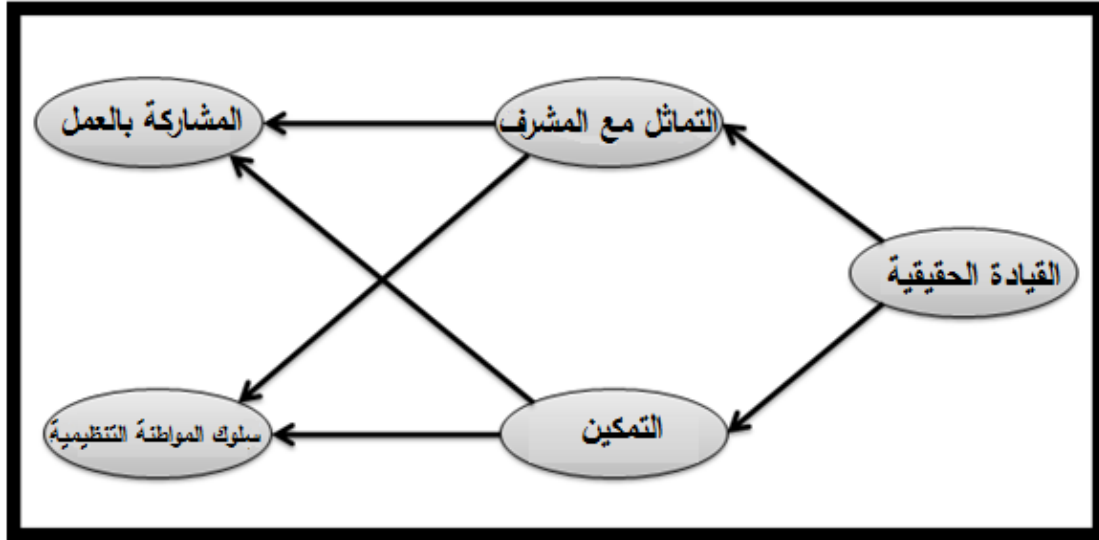 التماثل مع المشرف
المشاركة بالعمل
القيادة الحقيقية
التمكين
سلوك المواطنة التنظيمية